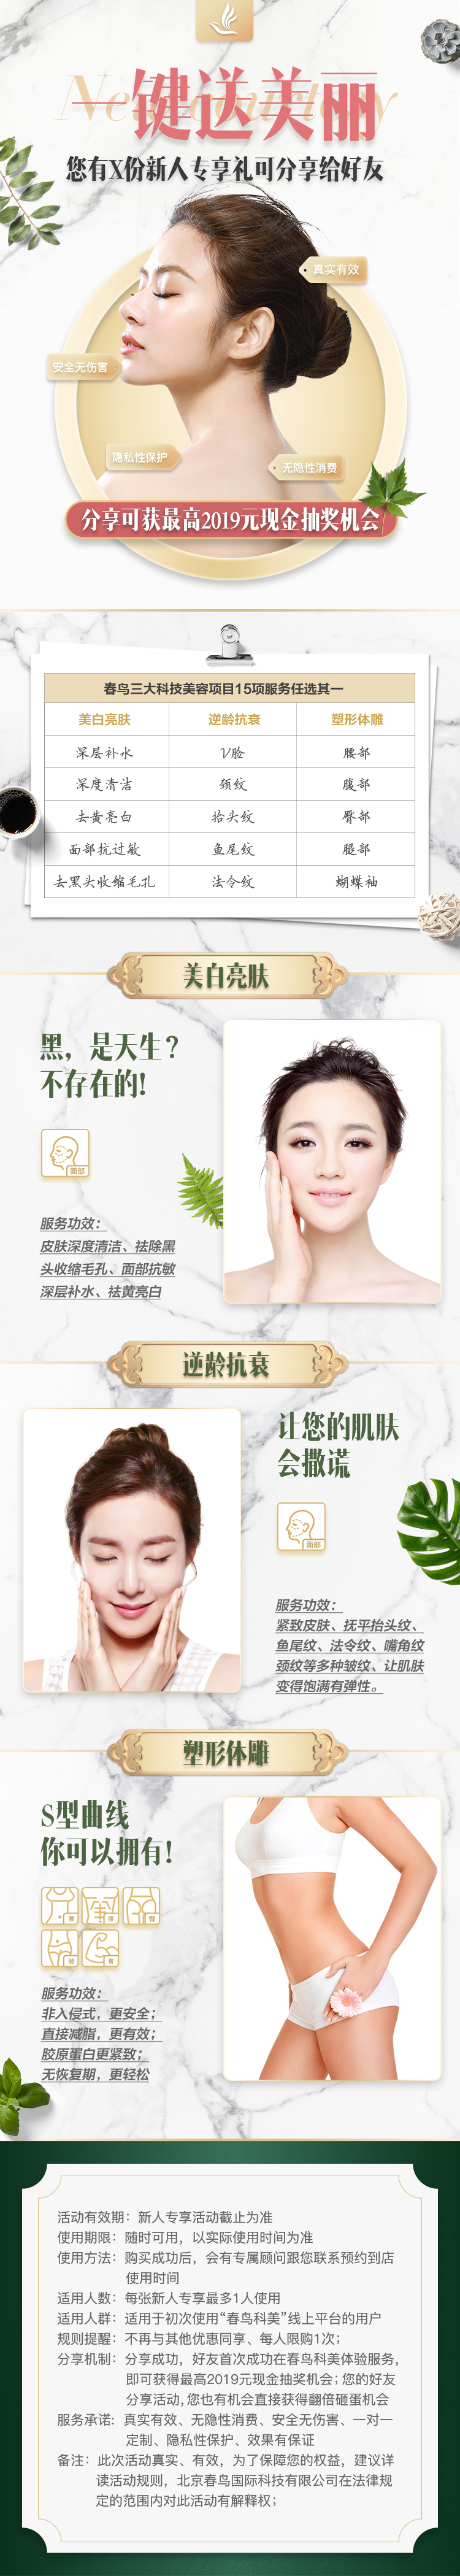 一键送美丽
您有X份新人专享礼可分享给好友
真实有效
安全无伤害
隐私性保护
无隐性消费
分享可获最高2019元现金抽奖机会
春鸟三大科技美容项目15项服务任选其一
美白亮肤 逆龄抗衰 塑形体雕
深层补水 V脸 腰部
深度清洁 颈纹 腹部
去黄亮白 抬头纹 臀部
面部抗过敏 鱼尾纹 腿部
去黑头收缩毛孔 法令纹 蝴蝶袖
美白亮肤
黑，是天生？
不存在的!
面部
服务功效：
皮肤深度清洁、祛除黑
头收缩毛孔、面部抗敏
深层补水、祛黄亮白
逆龄抗衰
让您的肌肤
会撒谎
面部
服务功效：
紧致皮肤、抚平抬头纹、
鱼尾纹、法令纹、嘴角纹
颈纹等多种皱纹、让肌肤
变得饱满有弹性。
塑形体雕
S型曲线
你可以拥有!
服务功效：
非入侵式，更安全；
直接减脂，更有效；
胶原蛋白更紧致；
无恢复期，更轻松
活动有效期：新人专享活动截止为准
使用期限：随时可用，以实际使用时间为准
使用方法：购买成功后，会有专属顾问跟您联系预约到店
使用时间
适用人数：每张新人专享最多1人使用
适用人群：适用于初次使用“春鸟科美”线上平台的用户
规则提醒：不再与其他优惠同享、每人限购1次；
分享机制：分享成功，好友首次成功在春鸟科美体验服务，
即可获得最高2019元现金抽奖机会；您的好友
分享活动，您也有机会直接获得翻倍砸蛋机会
服务承诺：真实有效、无隐性消费、安全无伤害、一对一
定制、隐私性保护、效果有保证
备注：此次活动真实、有效，为了保障您的权益，建议详
读活动规则，北京春鸟国际科技有限公司在法律规
定的范围内对此活动有解释权；